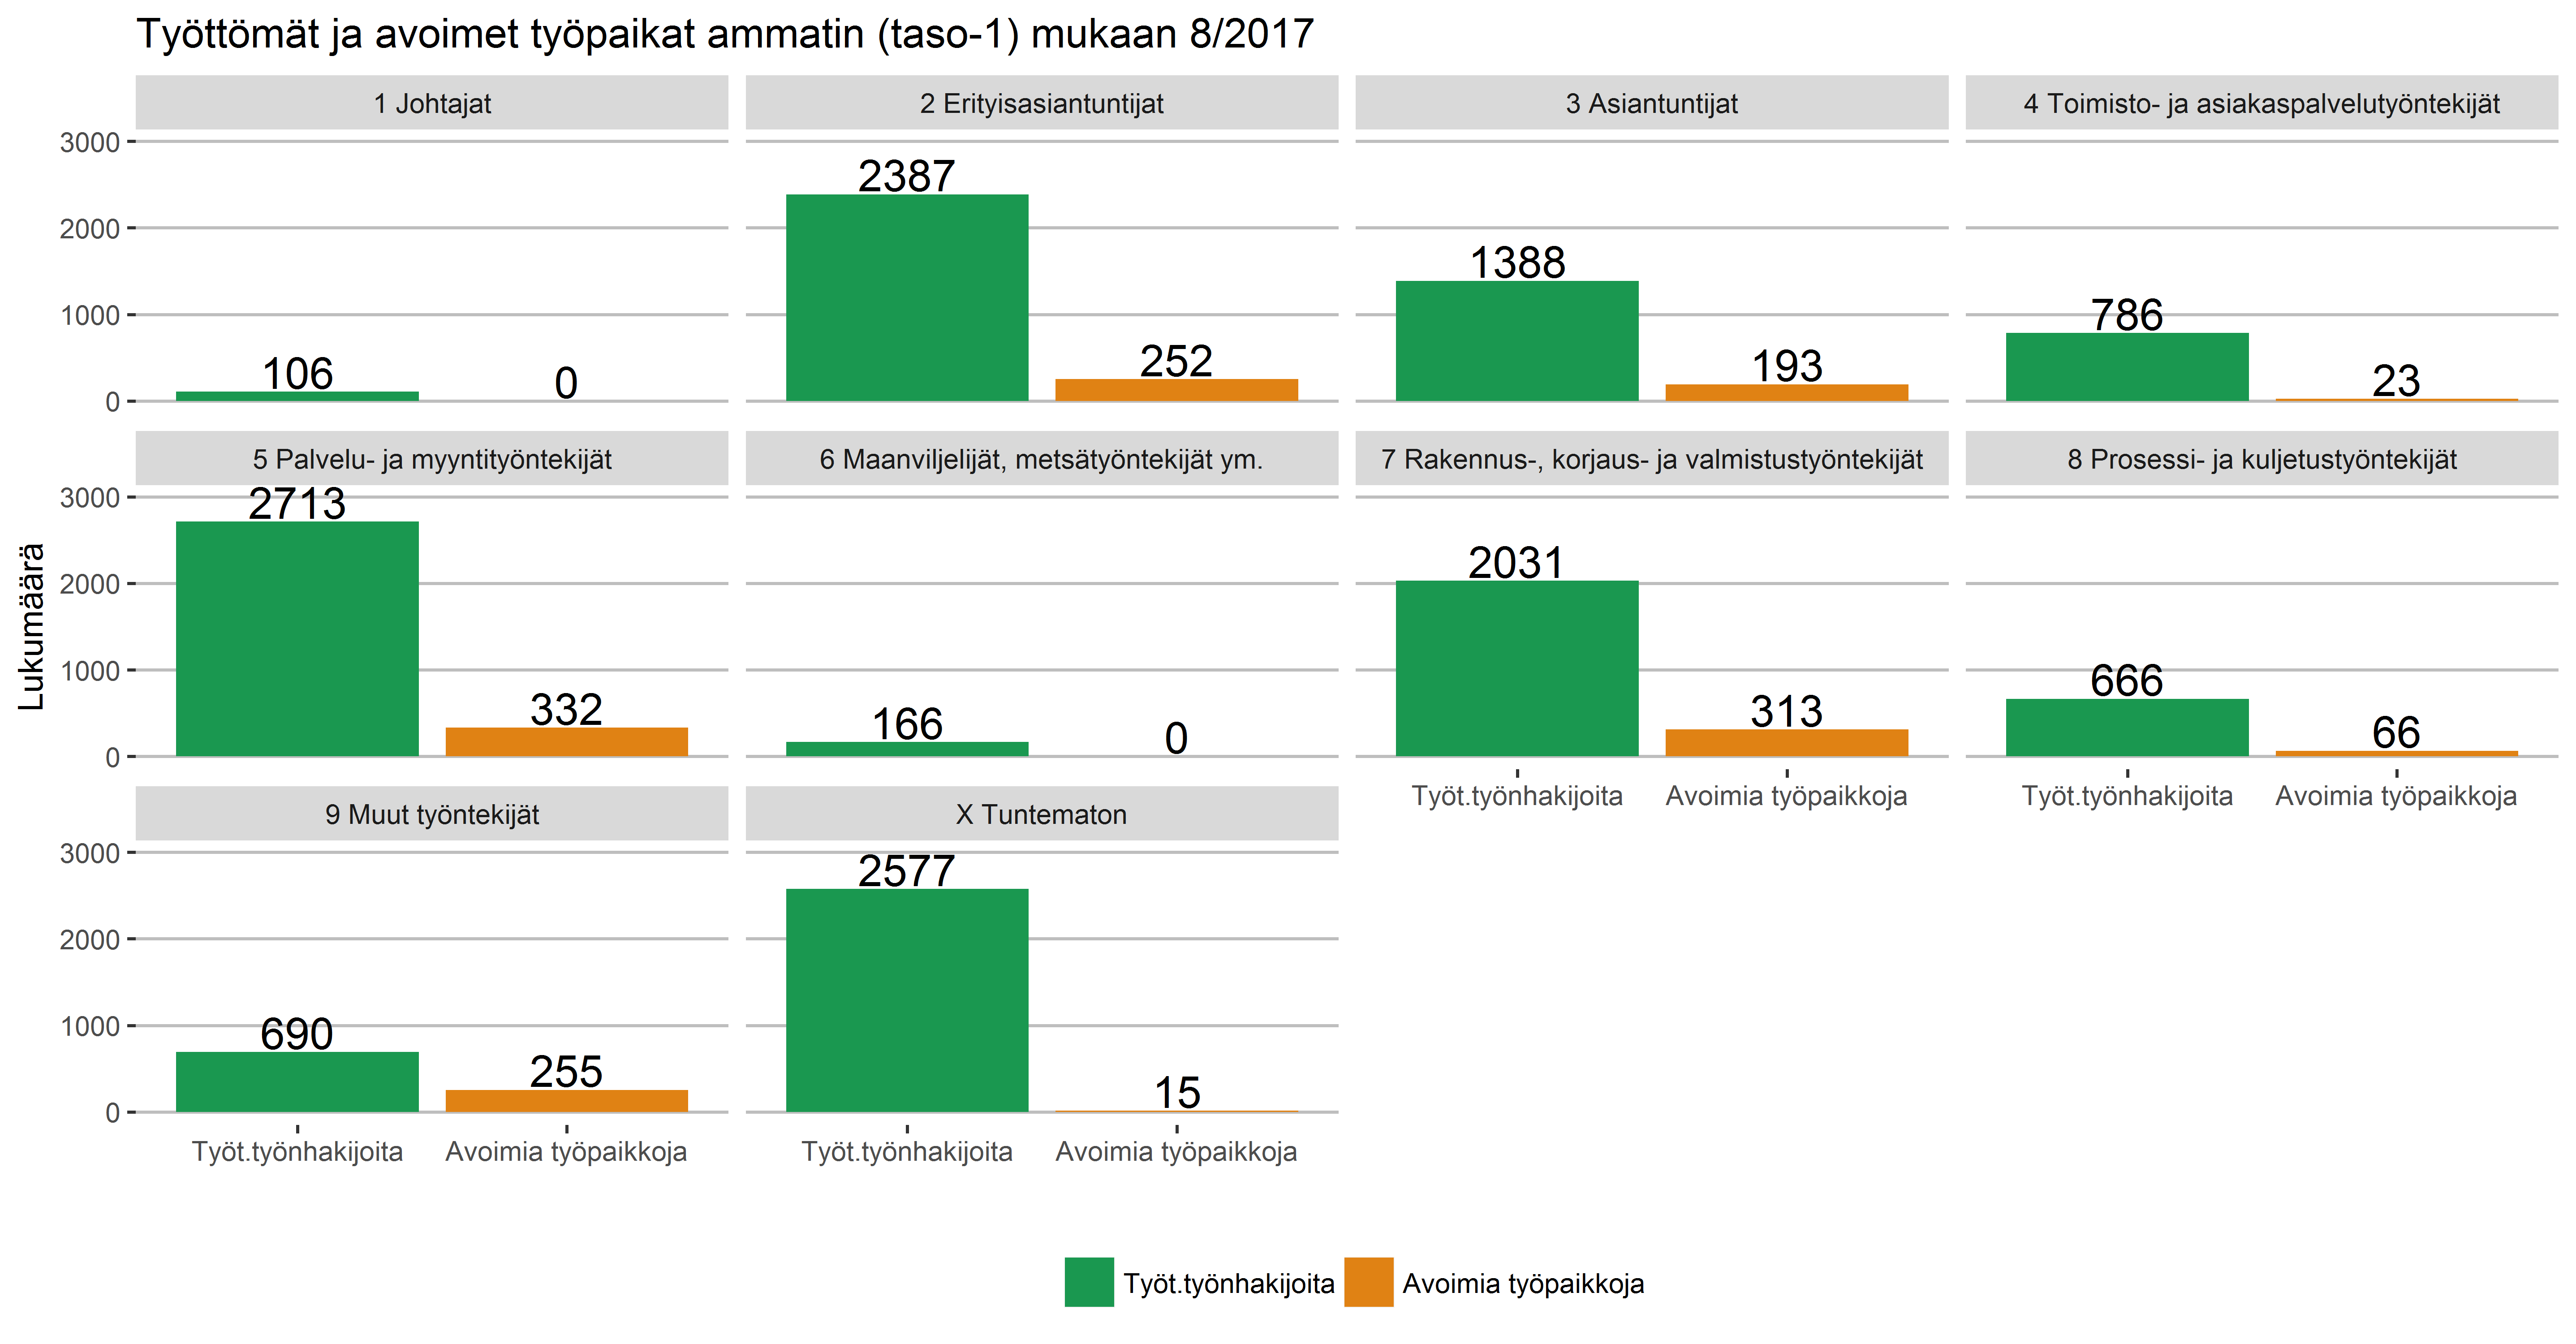 Työttömät ja avoimet työpaikat ammatin (taso-1) mukaan 8/2017
1 Johtajat
2 Erityisasiantuntijat
3 Asiantuntijat
4 Toimisto- ja asiakaspalvelutyöntekijät
3000
2000
1000
0
106
0
2387
252
1388
193
786
23
5 Palvelu- ja myyntityöntekijät
6 Maanviljelijät, metsätyöntekijät ym.
7 Rakennus-, korjaus- ja valmistustyöntekijät
8 Prosessi- ja kuljetustyöntekijät
Lukumäärä
3000
2000
1000
0
2713
332
166
0
2031
313
666
66
Työt.työnhakijoita
Avoimia työpaikkoja
Työt.työnhakijoita
Avoimia työpaikkoja
9 Muut työntekijät
X Tuntematon
3000
2000
1000
0
690
255
2577
15
Työt.työnhakijoita
Avoimia työpaikkoja
Työt.työnhakijoita
Avoimia työpaikkoja
Työt.työnhakijoita
Avoimia työpaikkoja